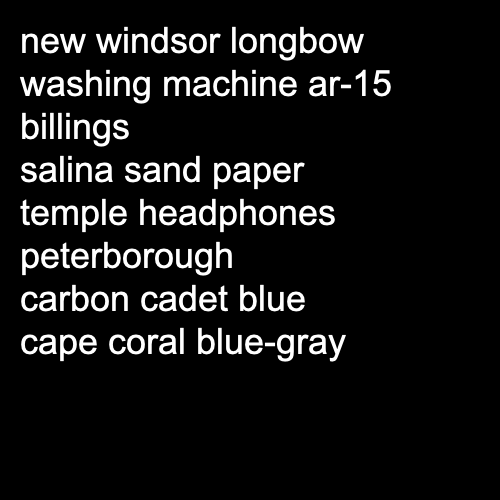 new windsor longbow
washing machine ar-15
billings
salina sand paper
temple headphones
peterborough
carbon cadet blue
cape coral blue-gray